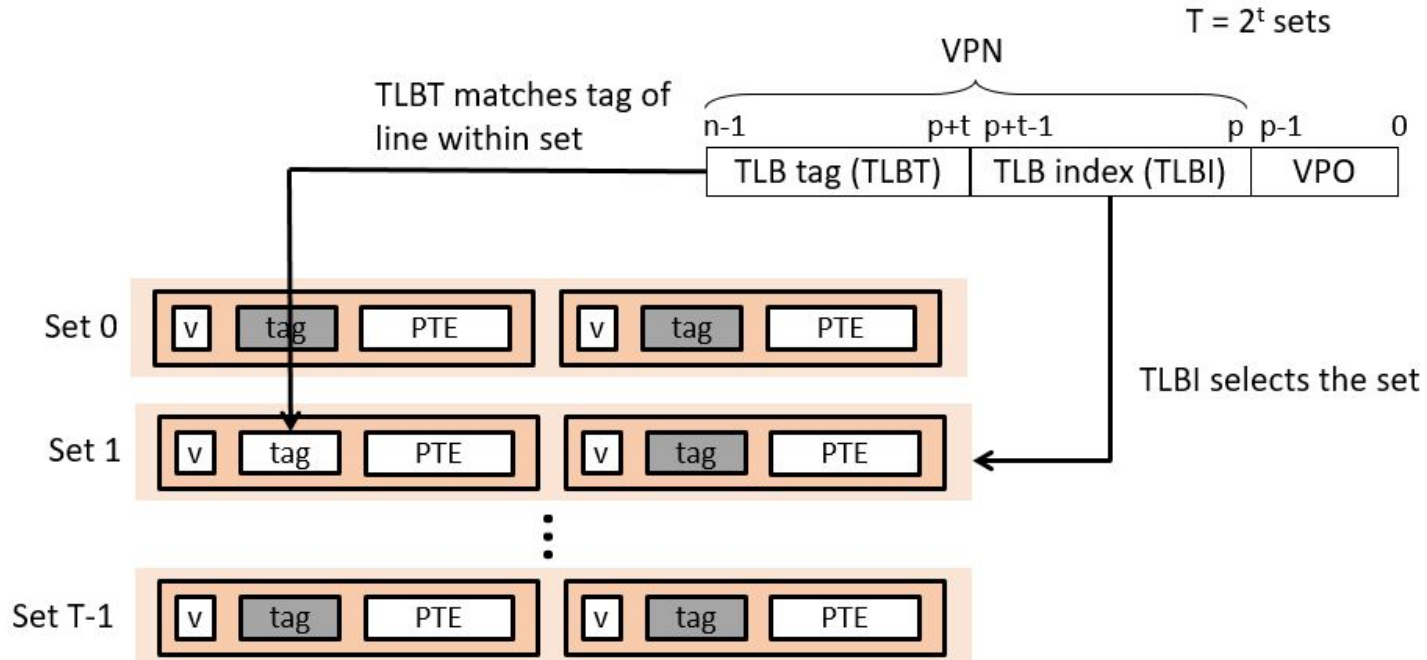 T = 2^t sets
VPN
TLBT matches tag of
line within set
n-1 p+t p+t-1 p p-1 0
TLB tag (TLBT) TLB index (TLBI) VPO
Set 0 v tag PTE v tag PTE
TLBI selects the set
Set 1 v tag PTE v tag PTE
Set T-1 v tag PTE v tag PTE